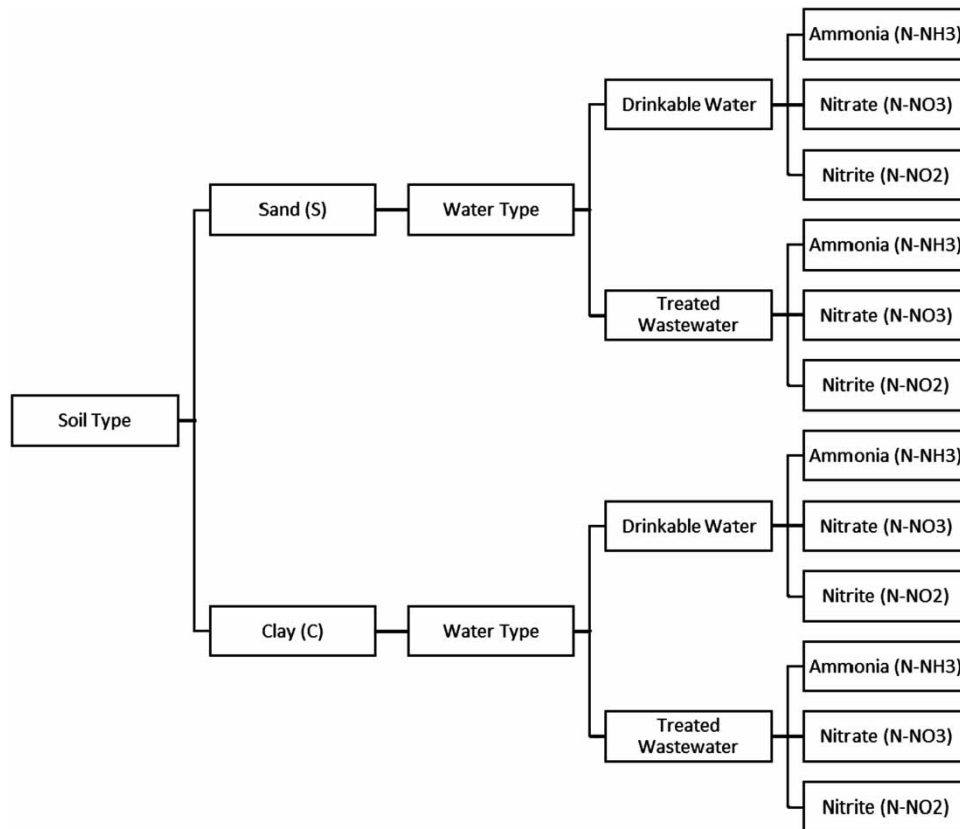 Soil Type
Sand (S)
Water Type
Drinkable Water
Ammonia (N-NH3)
Nitrate (N-NO3)
Nitrite (N-NO2)
Treated
Wastewater
Ammonia (N-NH3)
Nitrate (N-NO3)
Nitrite (N-NO2)
Clay (C)
Water Type
Drinkable Water
Ammonia (N-NH3)
Nitrate (N-NO3)
Nitrite (N-NO2)
Treated
Wastewater
Ammonia (N-NH3)
Nitrate (N-NO3)
Nitrite (N-NO2)